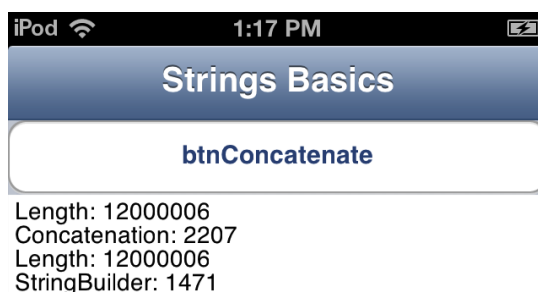 iPod 1:17 PM
Strings Basics
btnConcatenate
Length: 12000006
Concatenation: 2207
Length: 12000006
StringBuilder: 1471